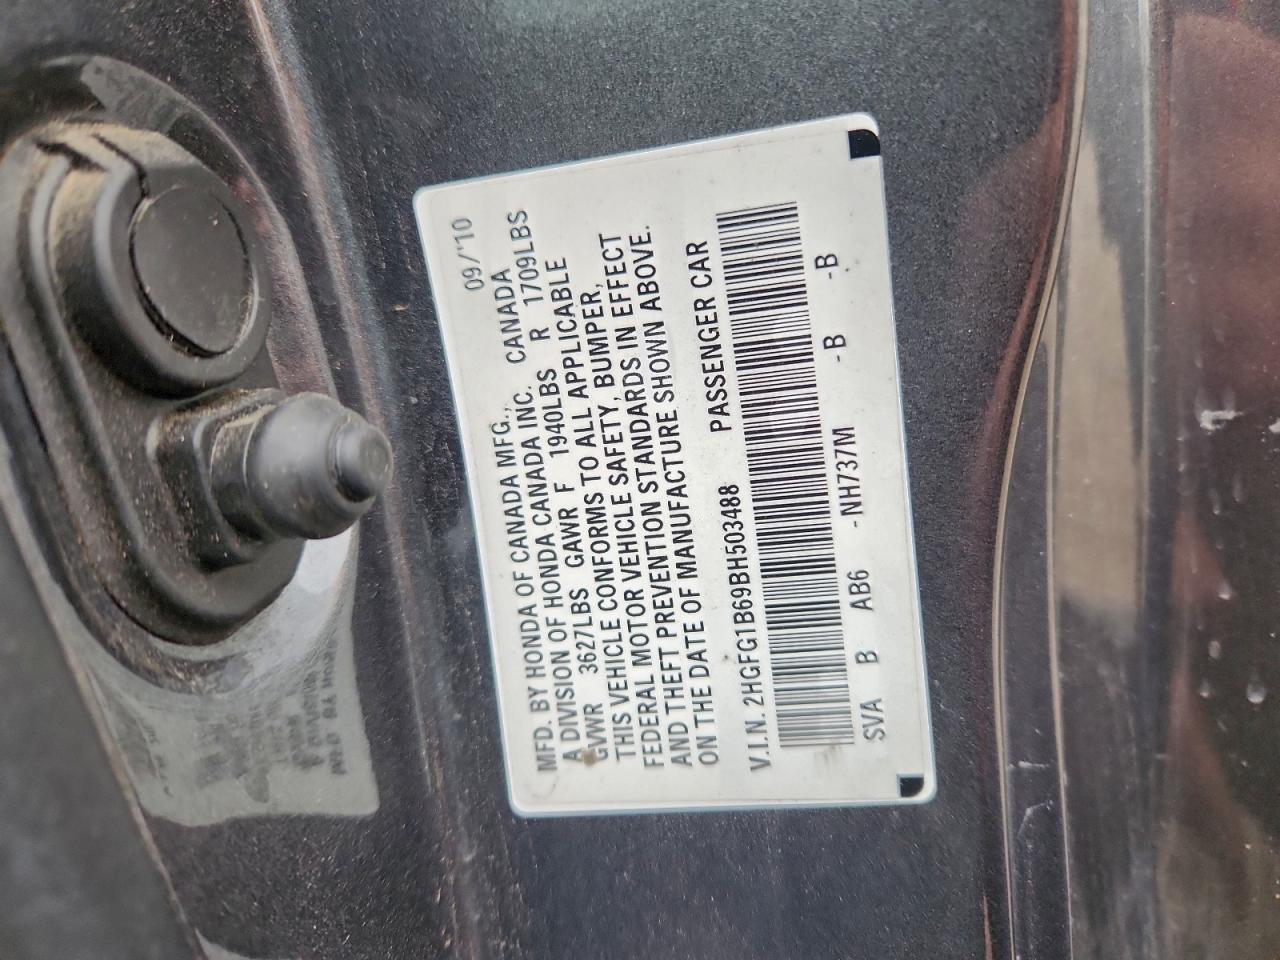 09/'10
MFD. BY HONDA OF CANADA MFG., CANADA
A DIVISION OF HONDA CANADA INC.
GVWR 3627LBS GAWR F 1940LBS R 1709LBS
THIS VEHICLE CONFORMS TO ALL APPLICABLE
FEDERAL MOTOR VEHICLE SAFETY, BUMPER,
AND THEFT PREVENTION STANDARDS IN EFFECT
ON THE DATE OF MANUFACTURE SHOWN ABOVE.
V.I.N. 2HGFG1B69BH503488 PASSENGER CAR
SVA B AB6 -NH737M -B -B